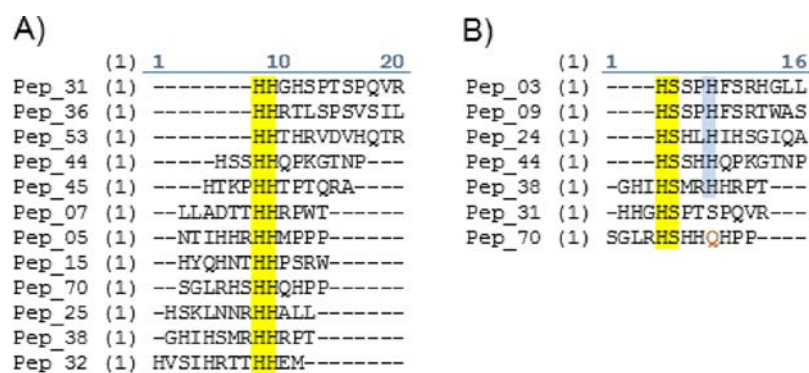 A)
(1) 1 10 20
Pep_31 (1) --------HHGHSPTSPQVR
Pep_36 (1) --------HHRTLSPSVSIL
Pep_53 (1) --------HHTHRVDVHQTR
Pep_44 (1) -----HSSHHQPKGTNP---
Pep_45 (1) ----HTKPHHTPTQRA----
Pep_07 (1) --LLADTTHHRPWT------
Pep_05 (1) --NTIHHRHHMPPP------
Pep_15 (1) --HYQHNTHHPSRW------
Pep_70 (1) --SGLRHSHHQHPP------
Pep_25 (1) -HSKLNNRHHALL-------
Pep_38 (1) -GHIHSMRHHRPT-------
Pep_32 (1) HVSIHRTTHHEM--------
B)
(1) 1 16
Pep_03 (1) ----HSSPHFSRHGLL
Pep_09 (1) ----HSSPHFSRTWAS
Pep_24 (1) ----HSHLHIHSGIQA
Pep_44 (1) ----HSSHHQPKGTNP
Pep_38 (1) -GHIHSMRHHRPT---
Pep_31 (1) -HHGHSPTSPQVR---
Pep_70 (1) SGLRHSHHQHPP----